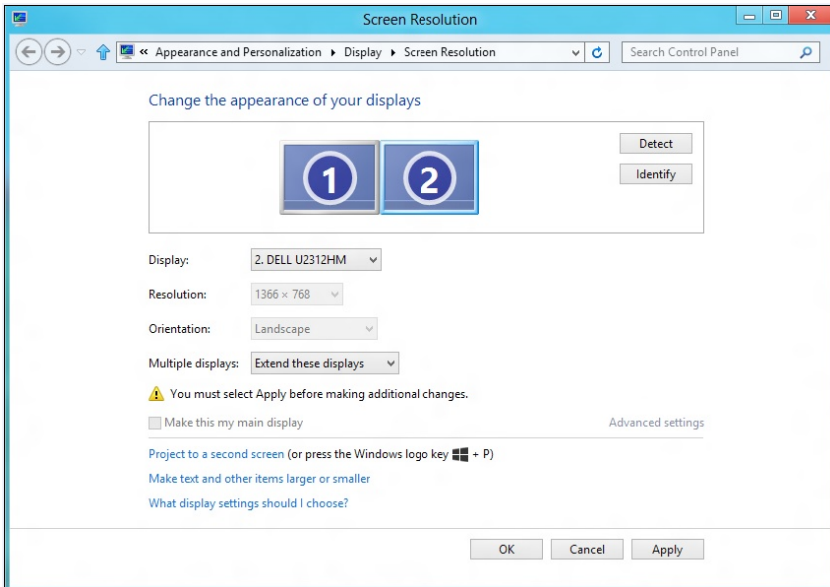 Screen Resolution
« Appearance and Personalization ▸ Display ▸ Screen Resolution
Search Control Panel
Change the appearance of your displays
1
2
Detect
Identify
Display: 2. DELL U2312HM
Resolution: 1366 × 768
Orientation: Landscape
Multiple displays: Extend these displays
You must select Apply before making additional changes.
Make this my main display
Advanced settings
Project to a second screen (or press the Windows logo key + P)
Make text and other items larger or smaller
What display settings should I choose?
OK Cancel Apply